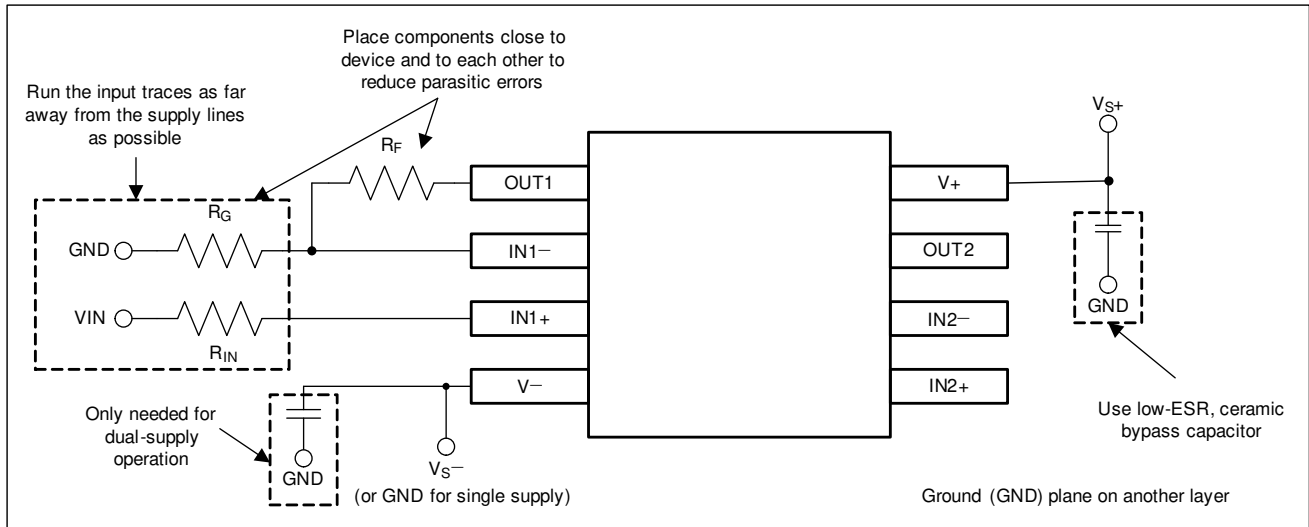 Place components close to
device and to each other to
reduce parasitic errors
Run the input traces as far
away from the supply lines
as possible
VS+
RF
OUT1
V+
RG
GND
IN1−
OUT2
GND
VIN
IN1+
IN2−
RIN
V−
IN2+
Only needed for
dual-supply
operation
GND
VS−
(or GND for single supply)
Use low-ESR, ceramic
bypass capacitor
Ground (GND) plane on another layer